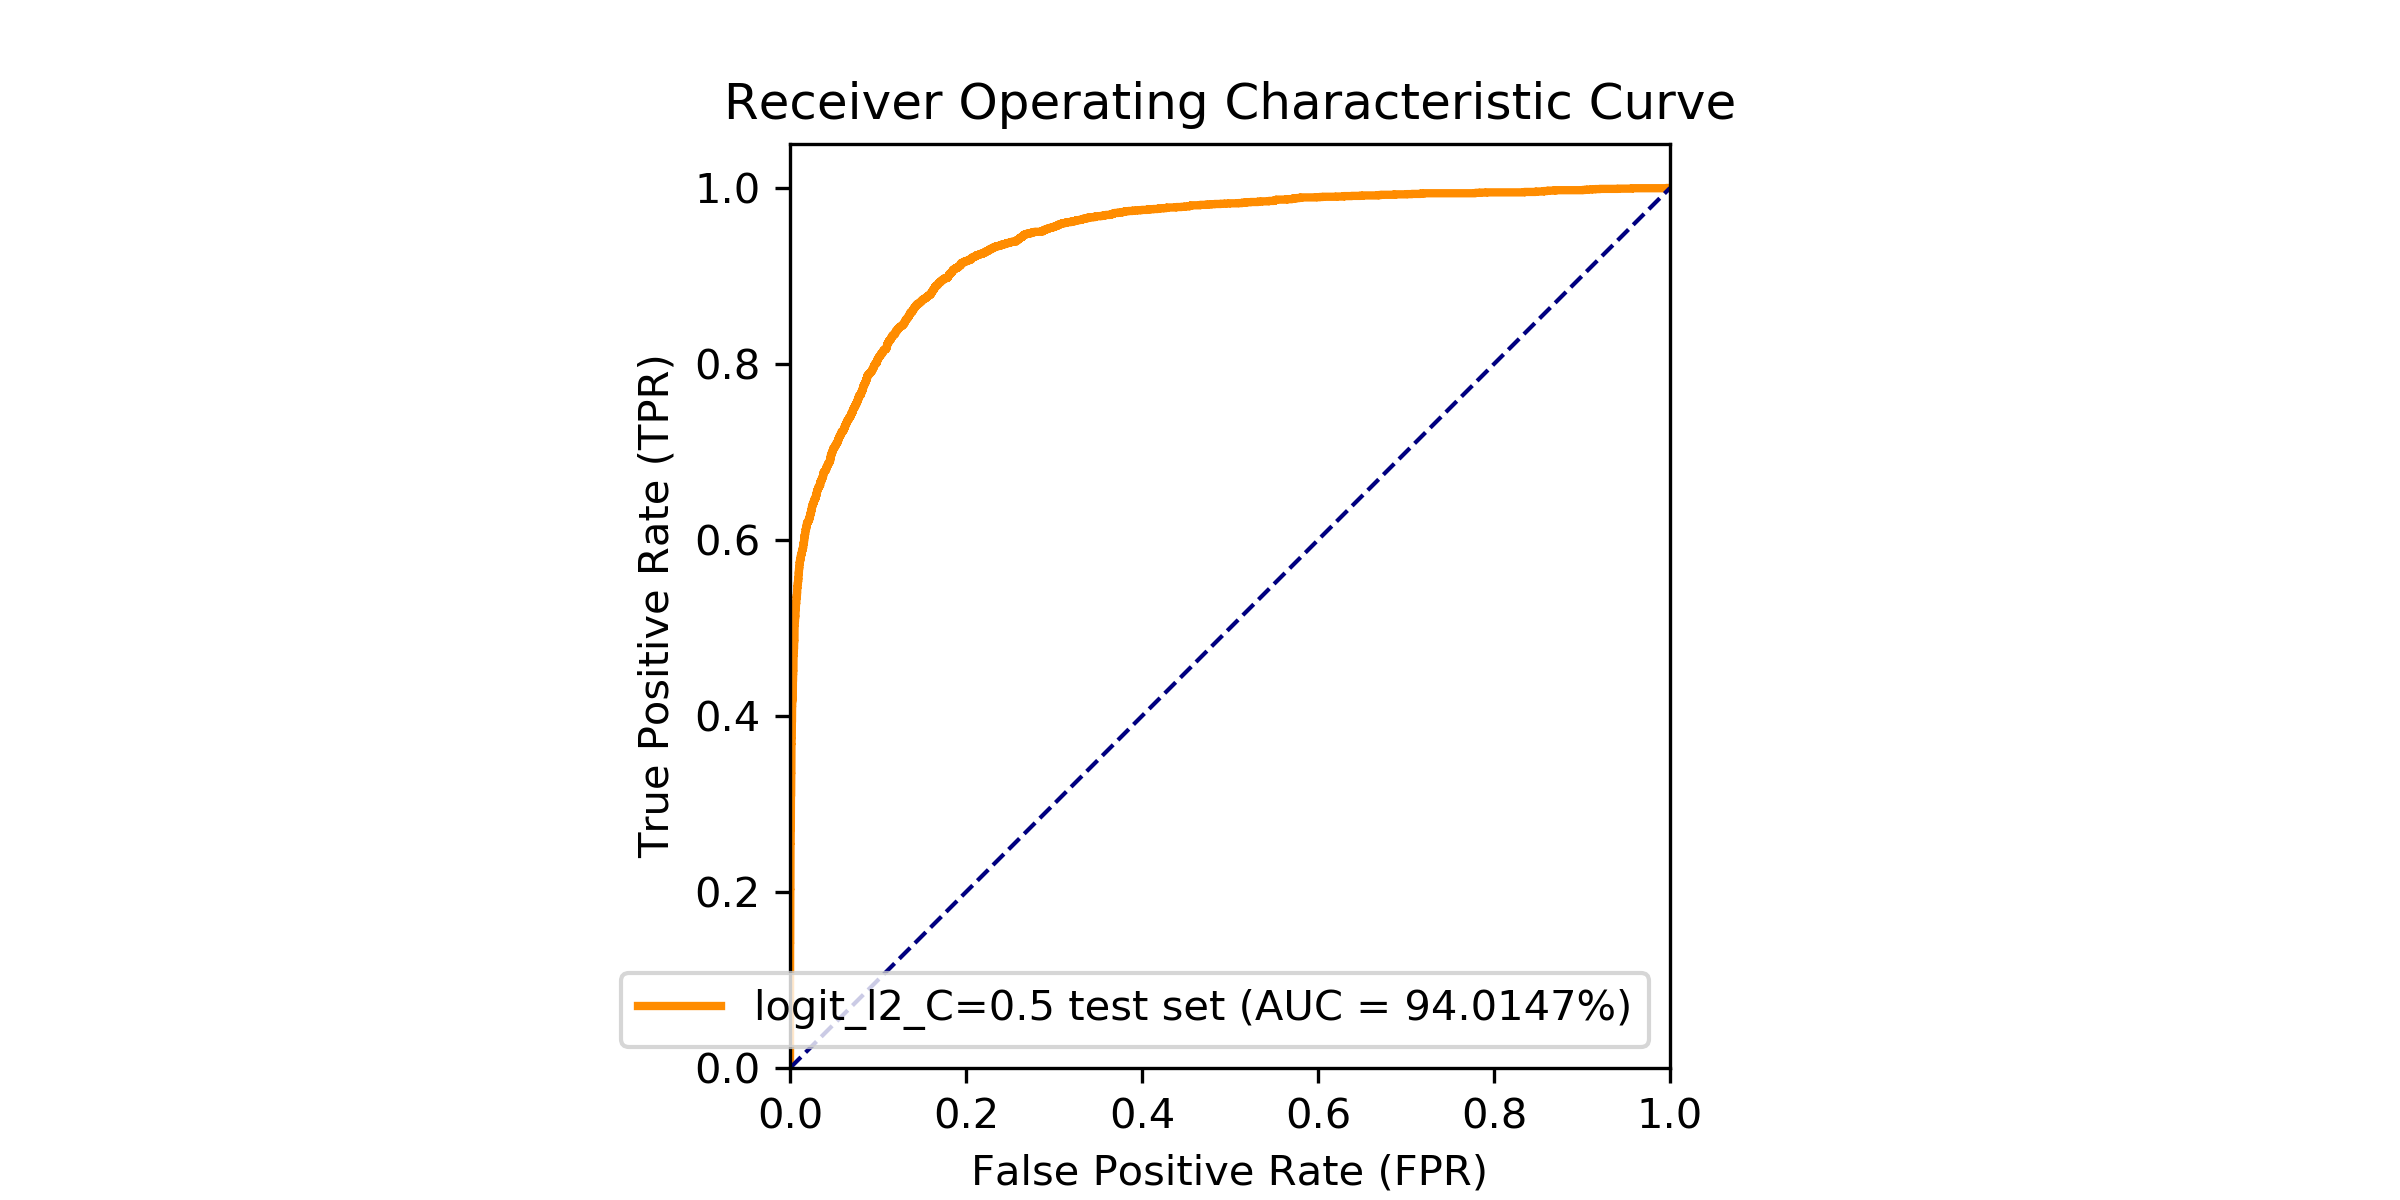 Receiver Operating Characteristic Curve
True Positive Rate (TPR)
1.0
0.8
0.6
0.4
0.2
0.0
logit_l2_C=0.5 test set (AUC = 94.0147%)
0.0 0.2 0.4 0.6 0.8 1.0
False Positive Rate (FPR)